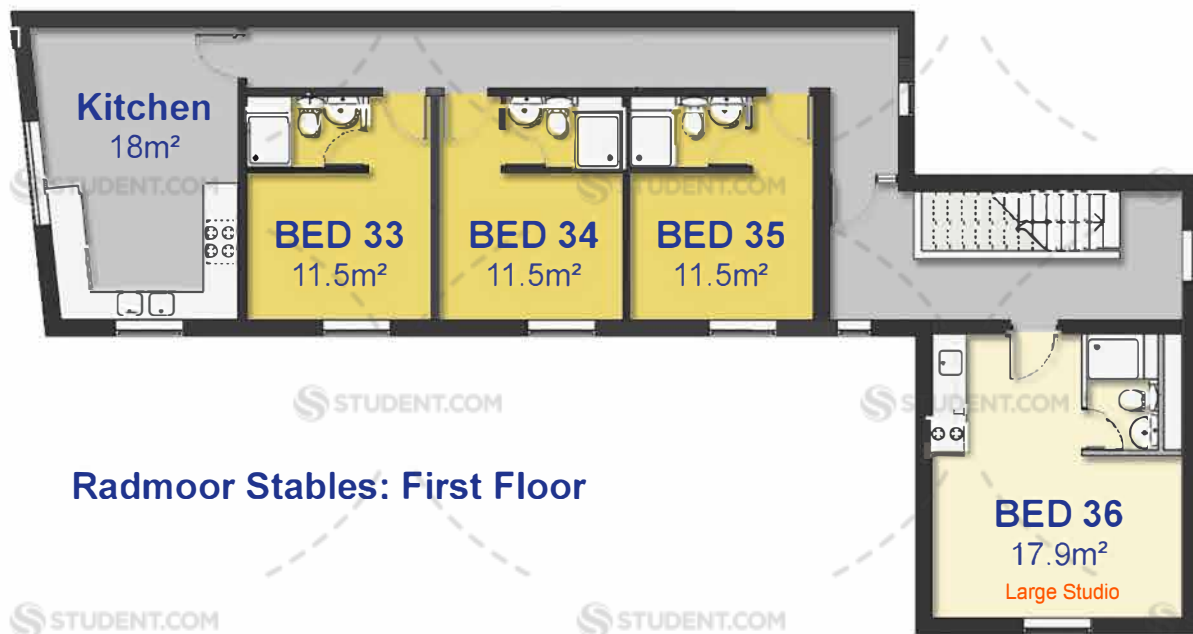 Kitchen
18m²
STUDENT.COM
STUDENT.COM
STUDENT.COM
BED 33
11.5m²
BED 34
11.5m²
BED 35
11.5m²
STUDENT.COM
STUDENT.COM
Radmoor Stables: First Floor
BED 36
17.9m²
Large Studio
STUDENT.COM
STUDENT.COM